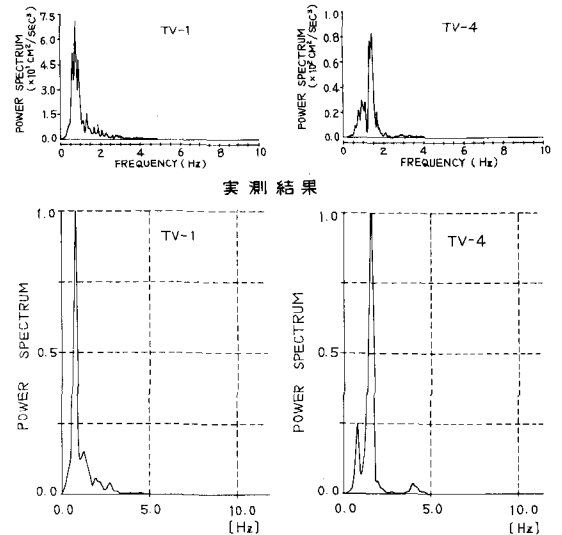 TV-1
POWER SPECTRUM
(×10¹ CM²/SEC³)
7.5
6.0
4.5
3.0
1.5
0.0
0 2 4 6 8 10
FREQUENCY (Hz)
TV-4
POWER SPECTRUM
(×10² CM²/SEC³)
1.0
0.8
0.6
0.4
0.2
0.0
0 2 4 6 8 10
FREQUENCY (Hz)
実測結果
TV-1
POWER SPECTRUM
1.0
0.5
0.0
0.0 5.0 10.0
[Hz]
TV-4
POWER SPECTRUM
1.0
0.5
0.0
0.0 5.0 10.0
[Hz]